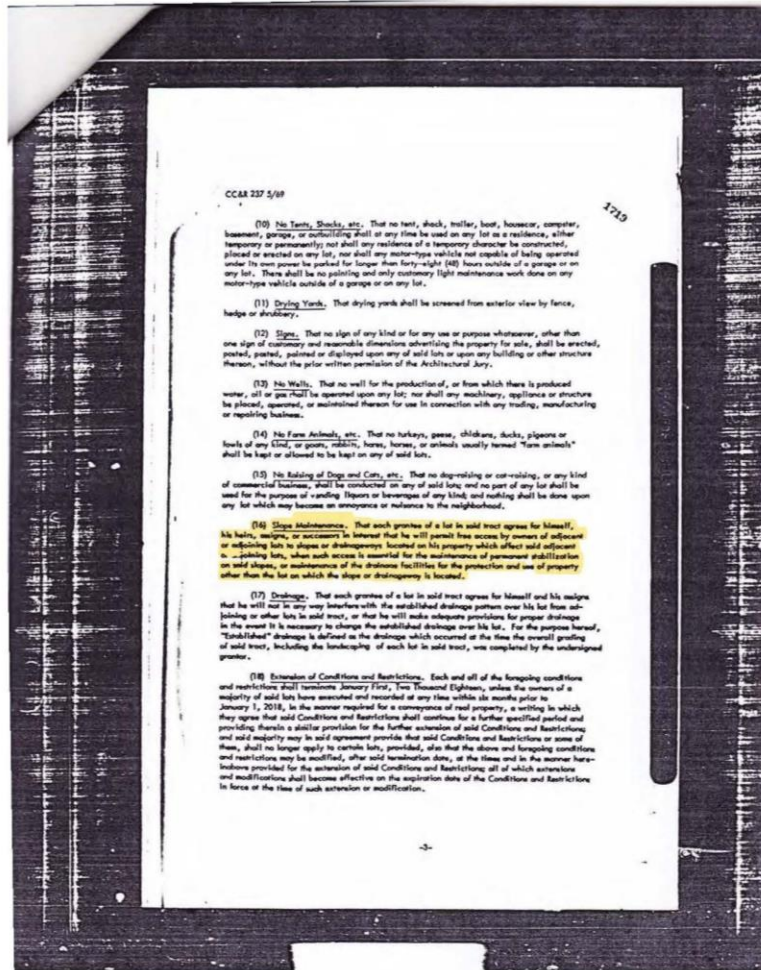 CC&R 237 5/69
1719
(10) No Tents, Shacks, etc. That no tent, shack, trailer, boat, housecar, campster,
basement, garage, or outbuilding shall at any time be used on any lot as a residence, either
temporary or permanently; not shall any residence of a temporary character be constructed,
placed or erected on any lot, nor shall any motor-type vehicle not capable of being operated
under its own power be parked for longer than forty-eight (48) hours outside of a garage or on
any lot. There shall be no painting and only customary light maintenance work done on any
motor-type vehicle outside of a garage or on any lot.
(11) Drying Yards. That drying yards shall be screened from exterior view by fence,
hedge or shrubbery.
(12) Signs. That no sign of any kind or for any use or purpose whatsoever, other than
one sign of customary and reasonable dimensions advertising the property for sale, shall be erected,
posted, pasted, painted or displayed upon any of said lots or upon any building or other structure
thereon, without the prior written permission of the Architectural Jury.
(13) No Wells. That no well for the production of, or from which there is produced
water, oil or gas shall be operated upon any lot; nor shall any machinery, appliance or structure
be placed, operated, or maintained thereon for use in connection with any trading, manufacturing
or repairing business.
(14) No Farm Animals, etc. That no turkeys, geese, chickens, ducks, pigeons or
fowls of any kind, or goats, rabbits, hares, horses, or animals usually termed "farm animals"
shall be kept or allowed to be kept on any of said lots.
(15) No Raising of Dogs and Cats, etc. That no dog-raising or cat-raising, or any kind
of commercial business, shall be conducted on any of said lots; and no part of any lot shall be
used for the purpose of vending liquors or beverages of any kind; and nothing shall be done upon
any lot which may become an annoyance or nuisance to the neighborhood.
(16) Slope Maintenance. That each grantee of a lot in said tract agrees for himself,
his heirs, assigns, or successors in interest that he will permit free access by owners of adjacent
or adjoining lots to slopes or drainageways located on his property which affect said adjacent
joining lots, when such access is essential for the maintenance of permanent stabilization
on said slopes, or maintenance of the drainage facilities for the protection and use of property
other than the lot on which the slope or drainageway is located.
(17) Drainage. That each grantee of a lot in said tract agrees for himself and his assigns
that he will not in any way interfere with the established drainage pattern over his lot from ad-
joining or other lots in said tract, or that he will make adequate provisions for proper drainage
in the event it is necessary to change the established drainage over his lot. For the purpose hereof,
"Established" drainage is defined as the drainage which occurred at the time the overall grading
of said tract, including the landscaping of each lot in said tract, was completed by the undersigned
grantor.
(18) Extension of Conditions and Restrictions. Each and all of the foregoing conditions
and restrictions shall terminate January First, Two Thousand Eighteen, unless the owners of a
majority of said lots have executed and recorded at any time within six months prior to
January 1, 2018, in the manner required for a conveyance of real property, a writing in which
they agree that said Conditions and Restrictions shall continue for a further specified period and
providing therein a similar provision for the further extension of said Conditions and Restrictions;
and said majority may in said agreement provide that said Conditions and Restrictions or some of
them, shall no longer apply to certain lots, provided, also that the above and foregoing conditions
and restrictions may be modified, after said termination date, at the times and in the manner here-
inabove provided for the extension of said Conditions and Restrictions; all of which extensions
and modifications shall become effective on the expiration date of the Conditions and Restrictions
in force at the time of such extension or modification.
-3-